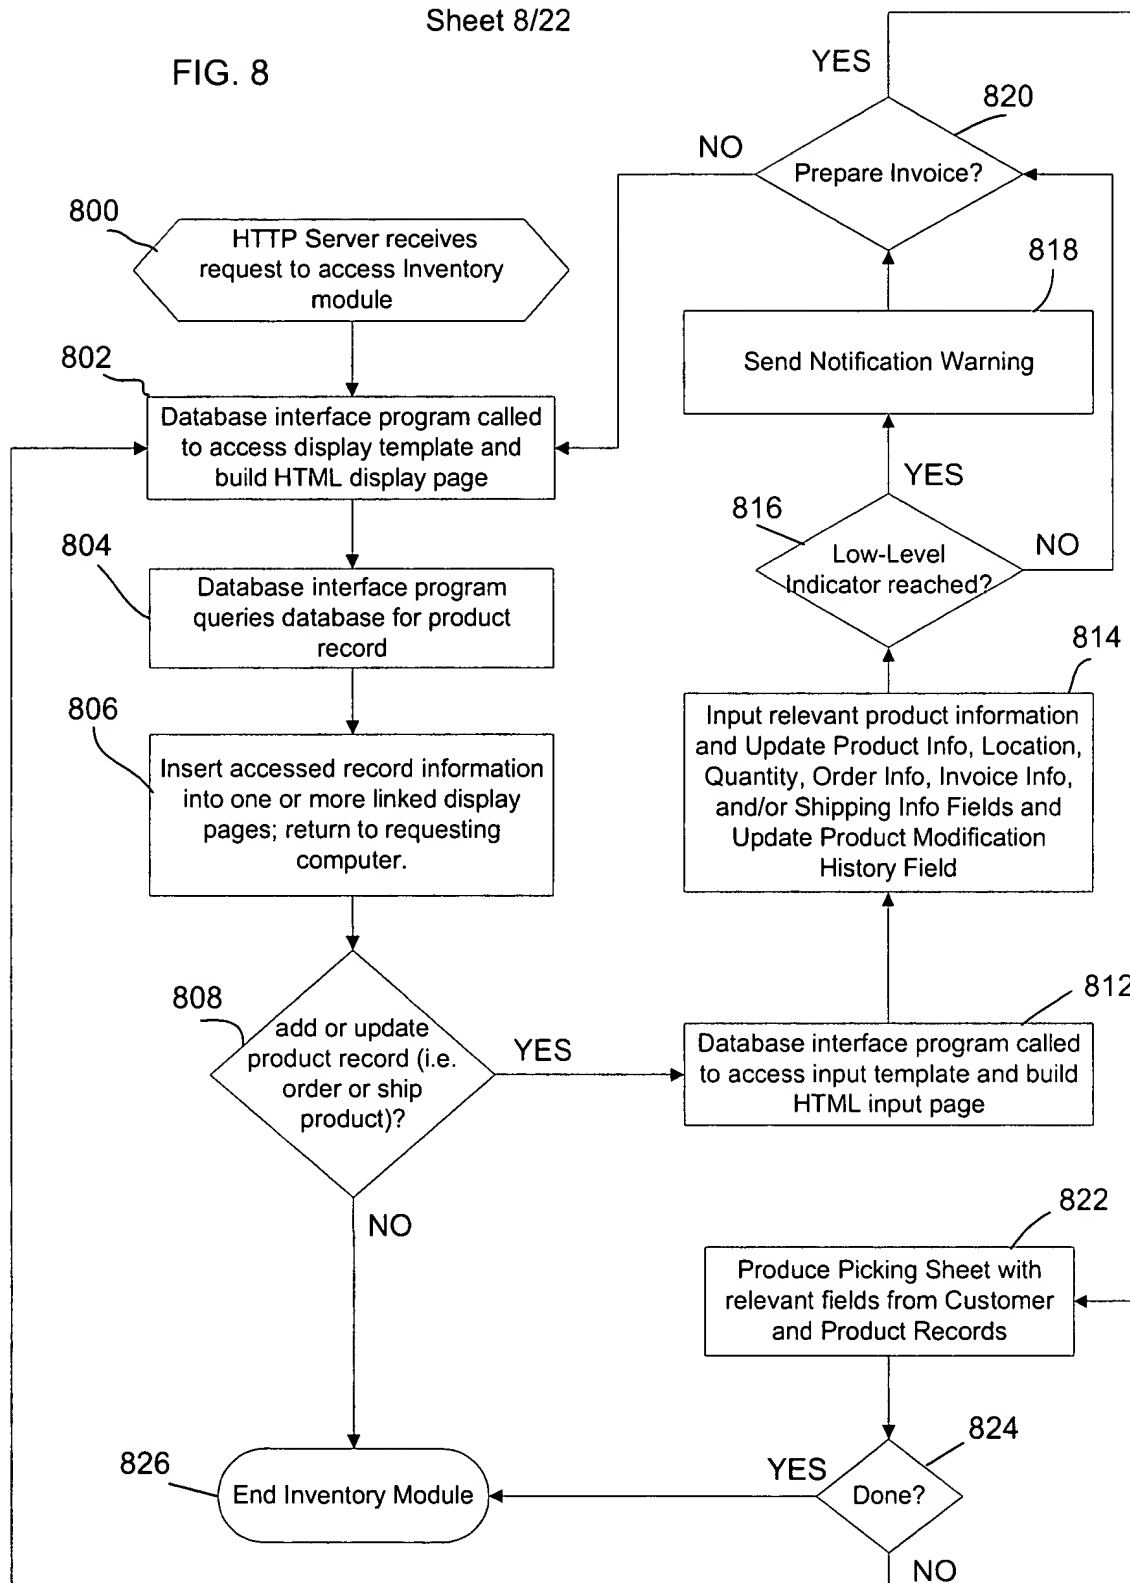 Sheet 8/22
FIG. 8
800
HTTP Server receives
request to access Inventory
module
802
Database interface program called
to access display template and
build HTML display page
804
Database interface program
queries database for product
record
806
Insert accessed record information
into one or more linked display
pages; return to requesting
computer.
808
add or update
product record (i.e.
order or ship
product)?
YES
NO
812
Database interface program called
to access input template and build
HTML input page
814
Input relevant product information
and Update Product Info, Location,
Quantity, Order Info, Invoice Info,
and/or Shipping Info Fields and
Update Product Modification
History Field
816
Low-Level
Indicator reached?
YES
NO
818
Send Notification Warning
820
Prepare Invoice?
YES
NO
822
Produce Picking Sheet with
relevant fields from Customer
and Product Records
824
Done?
YES
NO
826
End Inventory Module